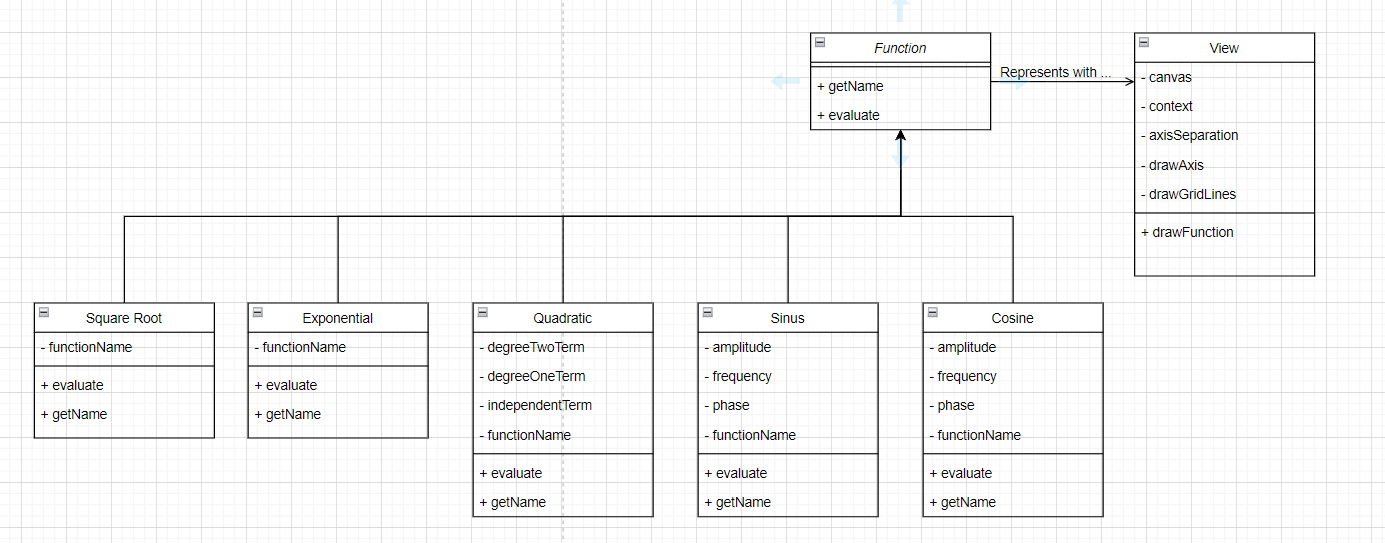 Function
+ getName
+ evaluate
Represents with ...
View
- canvas
- context
- axisSeparation
- drawAxis
- drawGridLines
+ drawFunction
Square Root
- functionName
+ evaluate
+ getName
Exponential
- functionName
+ evaluate
+ getName
Quadratic
- degreeTwoTerm
- degreeOneTerm
- independentTerm
- functionName
+ evaluate
+ getName
Sinus
- amplitude
- frequency
- phase
- functionName
+ evaluate
+ getName
Cosine
- amplitude
- frequency
- phase
- functionName
+ evaluate
+ getName